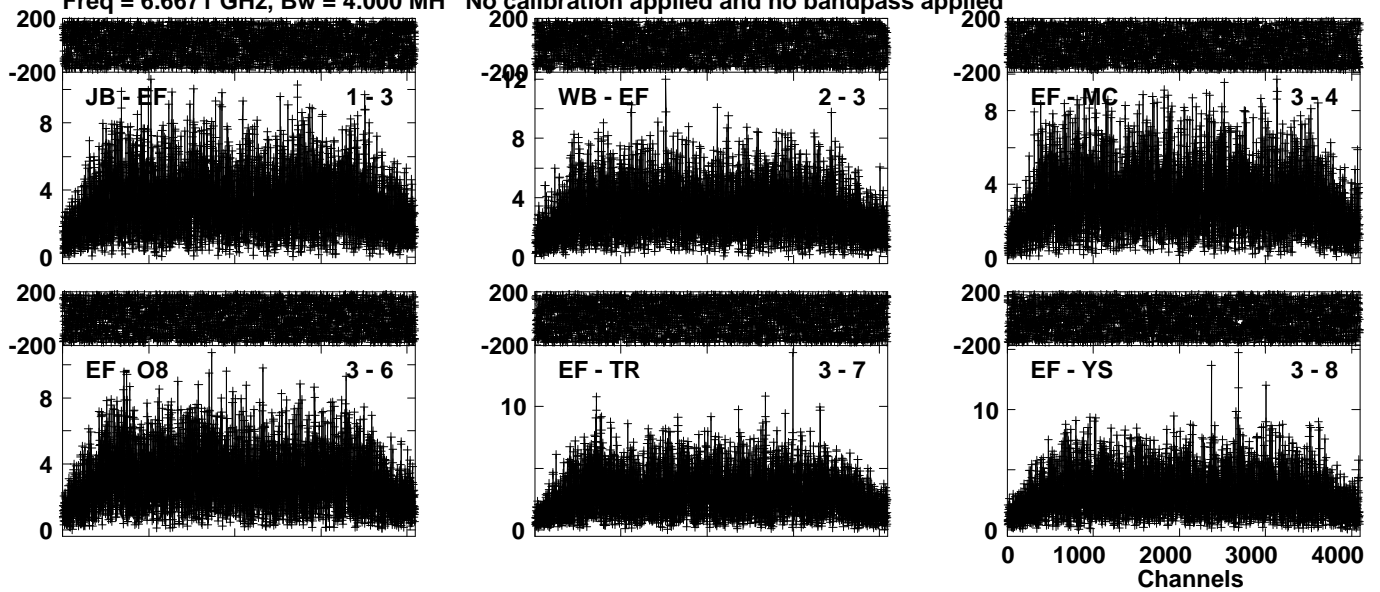 Freq = 6.6671 GHz, Bw = 4.000 MH No calibration applied and no bandpass applied
200 200 200
-200 -200 -200
12
JB - EF 1 - 3 WB - EF 2 - 3 EF - MC 3 - 4
8 8 8
4 4 4
0 0 0
200 200 200
-200 -200 -200
EF - O8 3 - 6 EF - TR 3 - 7 EF - YS 3 - 8
8 10 10
4
0 0 0
0 1000 2000 3000 4000
Channels